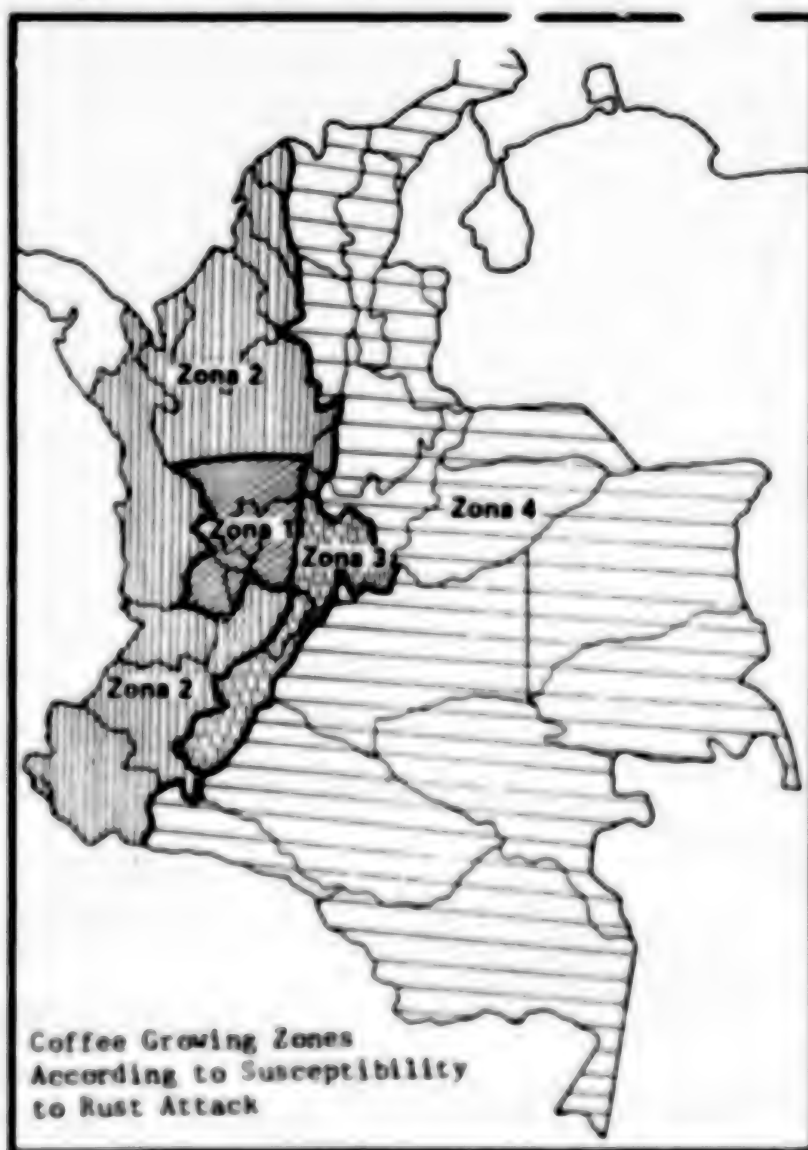 Zona 2
Zona 1
Zona 3
Zona 4
Zona 2
Coffee Growing Zones
According to Susceptibility
to Rust Attack